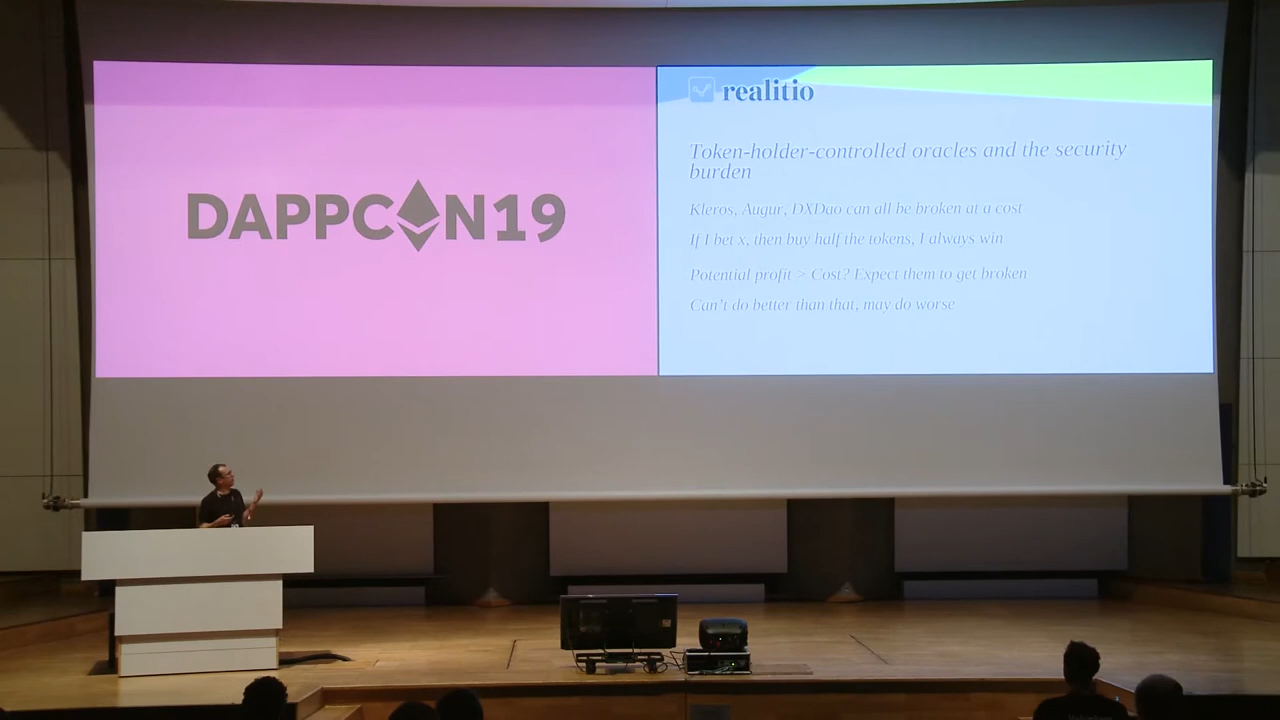 DAPPCON19
realitio
Token-holder-controlled oracles and the security
burden
Kleros, Augur, DXDao can all be broken at a cost
If I bet x, then buy half the tokens, I always win
Potential profit > Cost? Expect them to get broken
Can't do better than that, may do worse